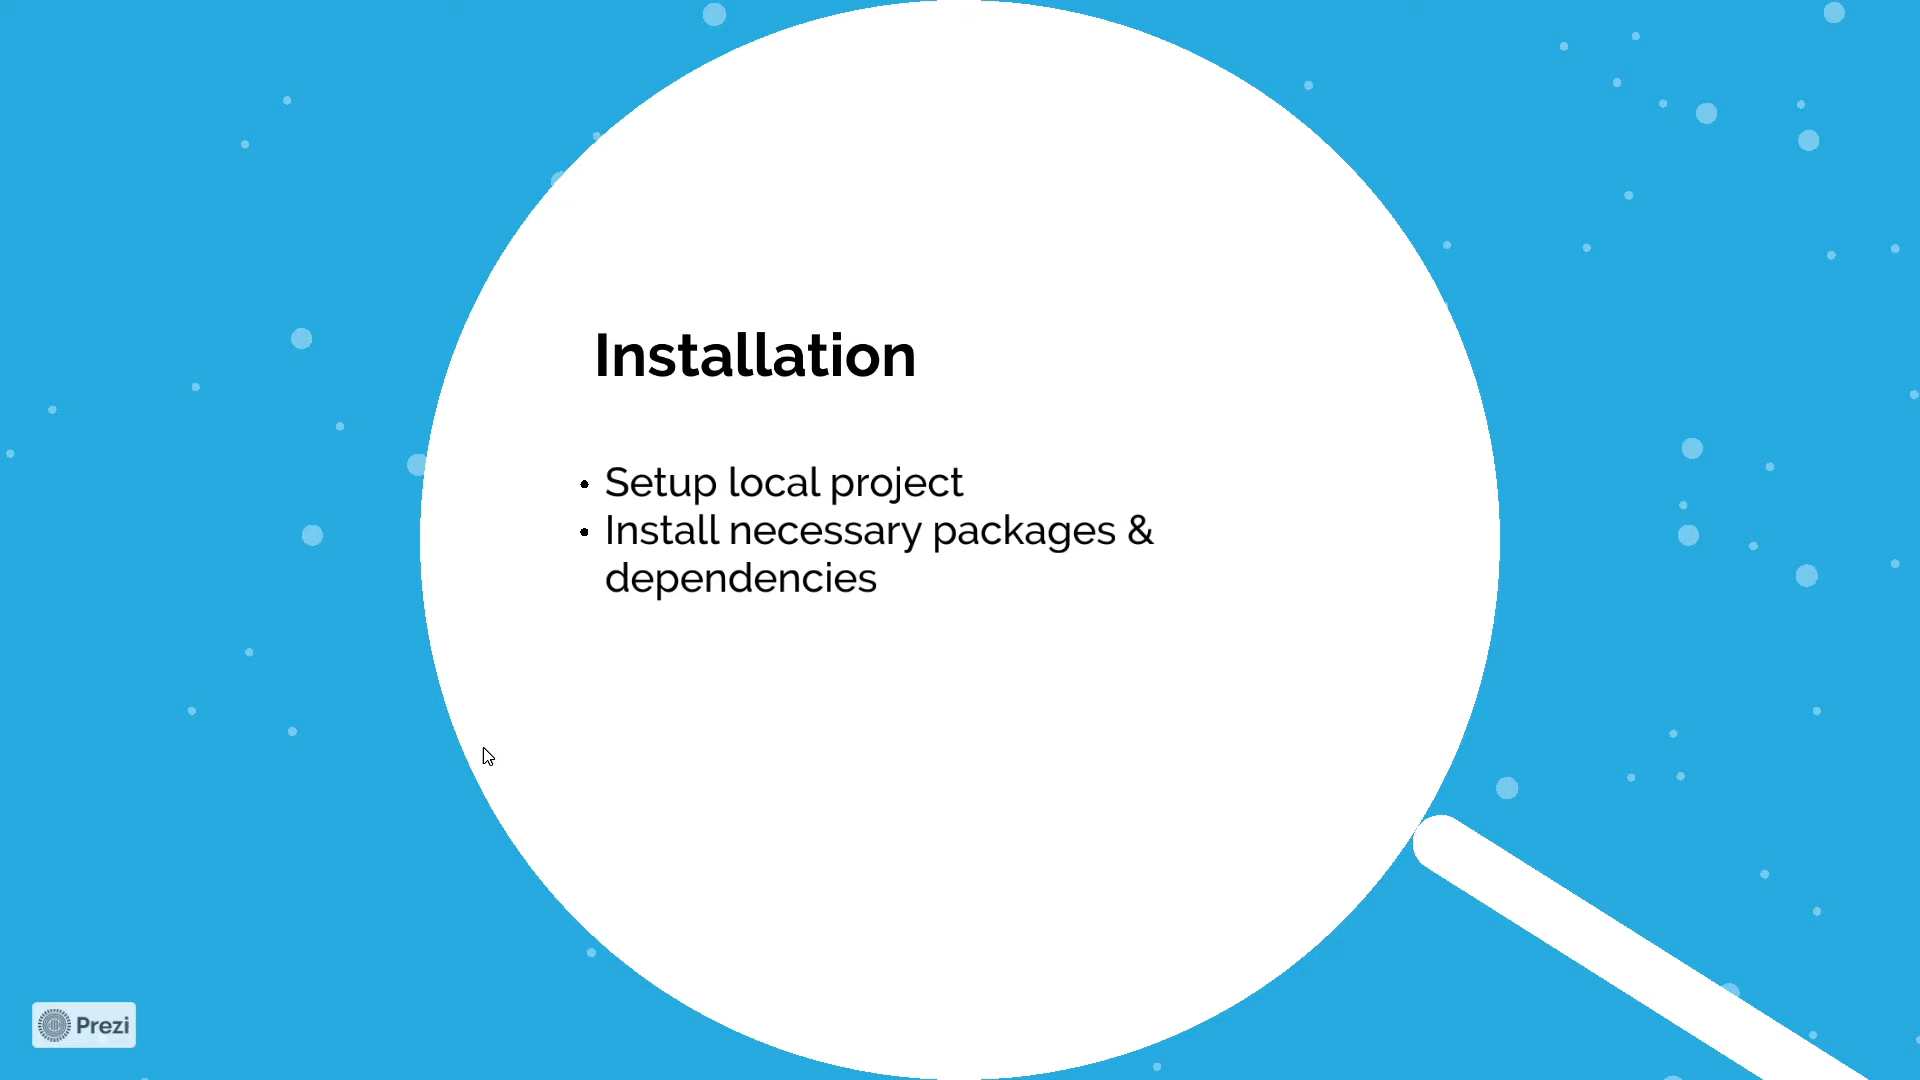 Installation
• Setup local project
• Install necessary packages &
dependencies
Prezi